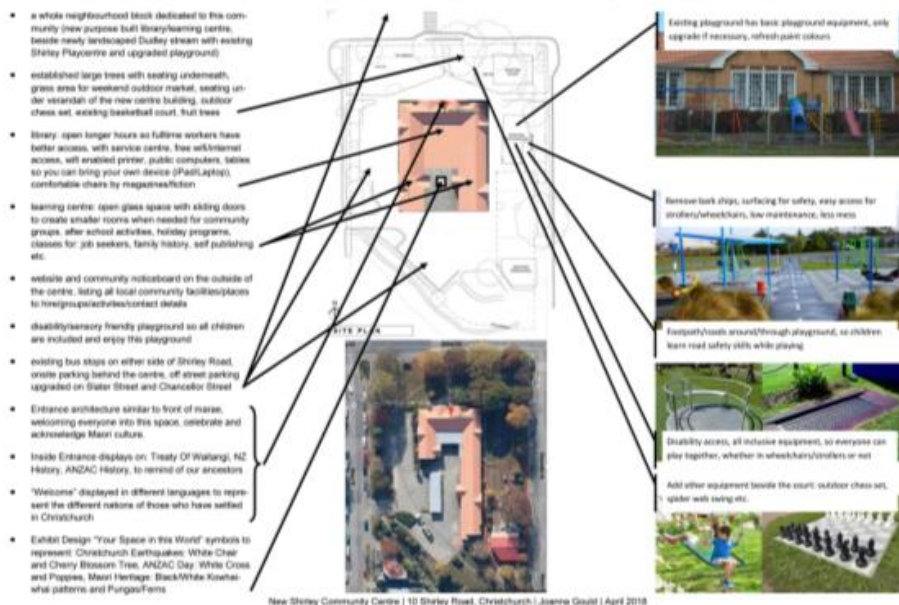 • a whole neighbourhood block dedicated to this com-
munity (new purpose built library/learning centre,
beside newly landscaped Dudley stream with existing
Shirley Playcentre and upgraded playground)
• established large trees with seating underneath,
grass area for weekend outdoor market, seating un-
der verandah of the new centre building, outdoor
chess set, existing basketball court, fruit trees
• library: open longer hours so fulltime workers have
better access, with service centre, free wifi/internet
access, wifi enabled printer, public computers, tables
so you can bring your own device (iPad/Laptop),
comfortable chairs by magazines/fiction
• learning centre: open glass space with sliding doors
to create smaller rooms when needed for community
groups, after school activities, holiday programs,
classes for: job seekers, family history, self publishing
etc.
• website and community noticeboard on the outside of
the centre, listing all local community facilities/places
to hire/groups/activities/contact details
• disability/sensory friendly playground so all children
are included and enjoy this playground
• existing bus stops on either side of Shirley Road,
onsite parking behind the centre, off street parking
upgraded on Slater Street and Chancellor Street
• Entrance architecture similar to front of marae,
welcoming everyone into this space, celebrate and
acknowledge Maori culture.
• Inside Entrance displays on: Treaty Of Waitangi, NZ
History, ANZAC History, to remind of our ancestors
• "Welcome" displayed in different languages to repre-
sent the different nations of those who have settled
in Christchurch
• Exhibit Design "Your Space in this World" symbols to
represent: Christchurch Earthquakes: White Chair
and Cherry Blossom Tree, ANZAC Day: White Cross
and Poppies, Maori Heritage: Black/White Kowhai-
whai patterns and Pungas/Ferns
SITE PLAN
Existing playground has basic playground equipment, only
upgrade if necessary, refresh paint colours
Remove bark chips, surfacing for safety, easy access for
strollers/wheelchairs, low maintenance, less mess
Footpath/roads around/through playground, so children
learn road safety skills while playing
Disability access, all inclusive equipment, so everyone can
play together, whether in wheelchairs/strollers or not
Add other equipment beside the court: outdoor chess set,
spider web swing etc.
New Shirley Community Centre | 10 Shirley Road, Christchurch | Joanna Gould | April 2018